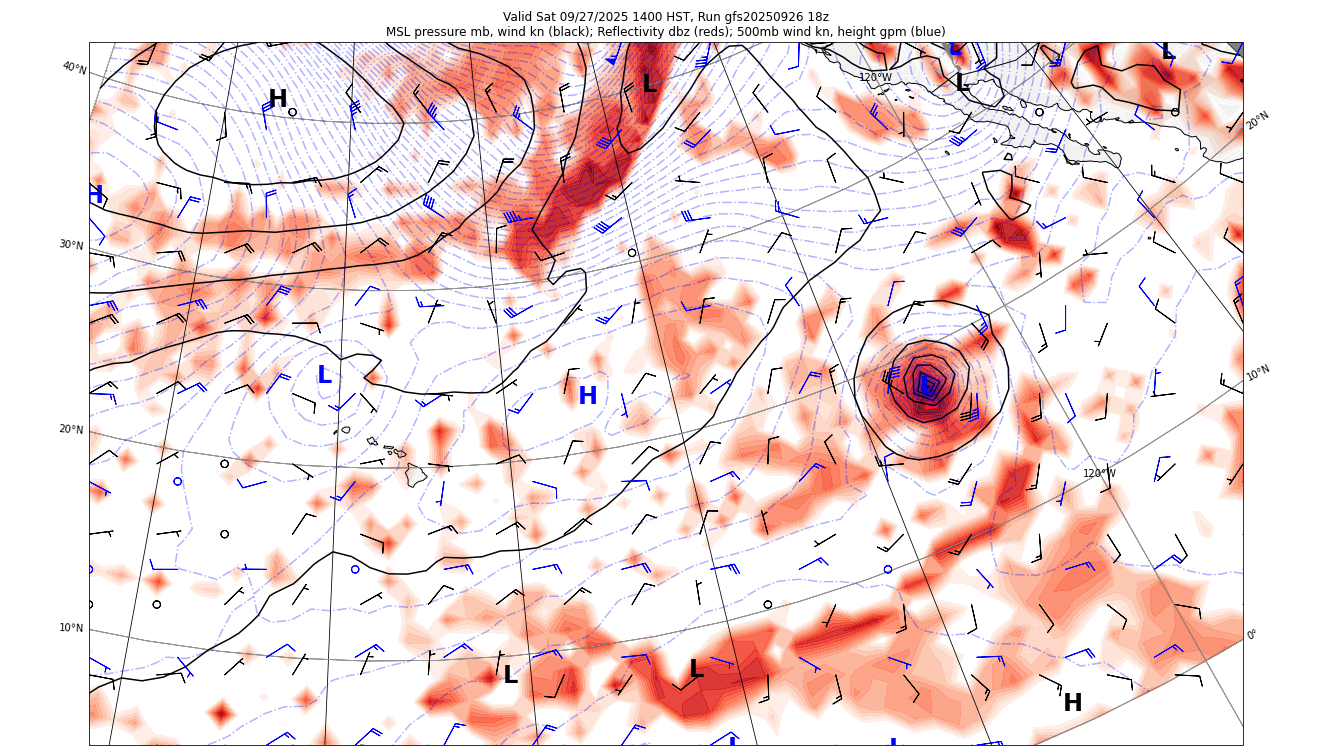 Valid Sat 09/27/2025 1400 HST, Run gfs20250926 18z
MSL pressure mb, wind kn (black); Reflectivity dbz (reds); 500mb wind kn, height gpm (blue)
L L
40°N 120°W
L L
H
20°N
H
30°N
L
10°N
L
H
20°N
120°W
10°N
0°
L
L
H
L L